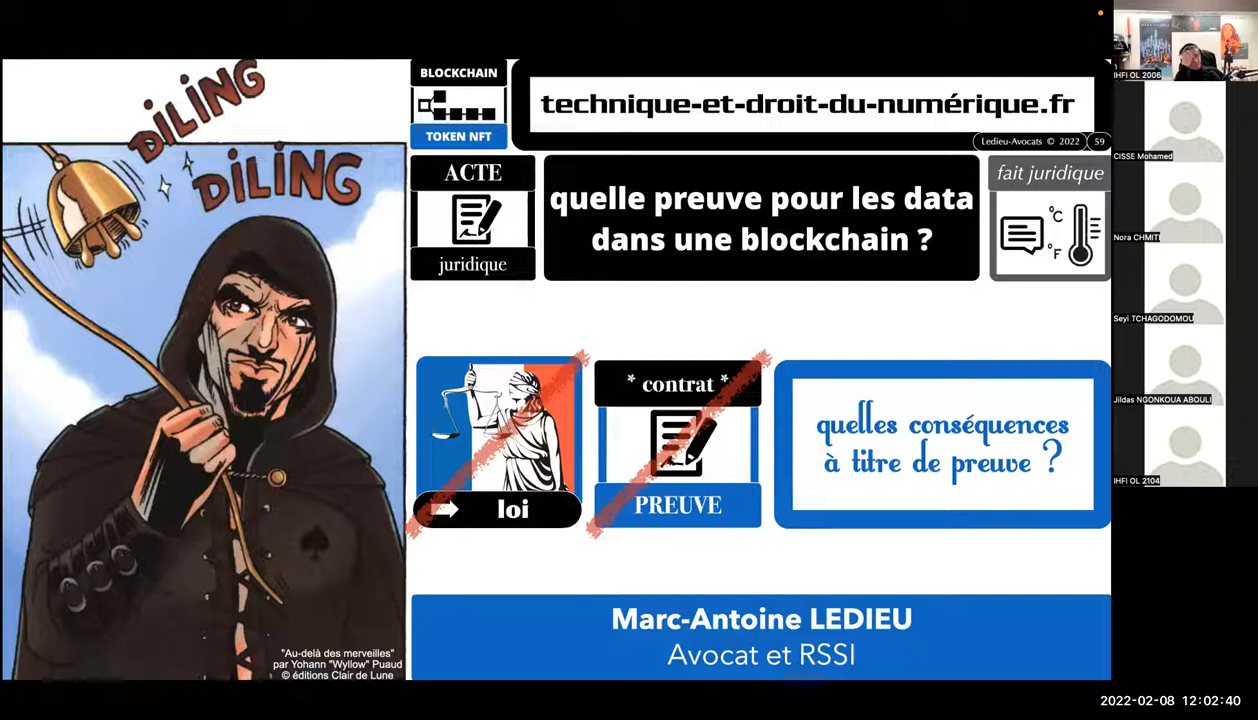 DILING
DILING
"Au-delà des merveilles"
par Yohann "Wyllow" Puaud
© éditions Clair de Lune
BLOCKCHAIN
TOKEN NFT
technique-et-droit-du-numérique.fr
Ledieu-Avocats © 2022 59
ACTE
juridique
quelle preuve pour les data
dans une blockchain ?
fait juridique
°C
°F
loi
* contrat *
PREUVE
quelles conséquences
à titre de preuve ?
Marc-Antoine LEDIEU
Avocat et RSSI
IHFI OL 2006
CISSE Mohamed
Nora CHMITI
Seyi TCHAGODOMOU
Jildas NGONKOUA ABOULI
IHFI OL 2104
2022-02-08 12:02:40